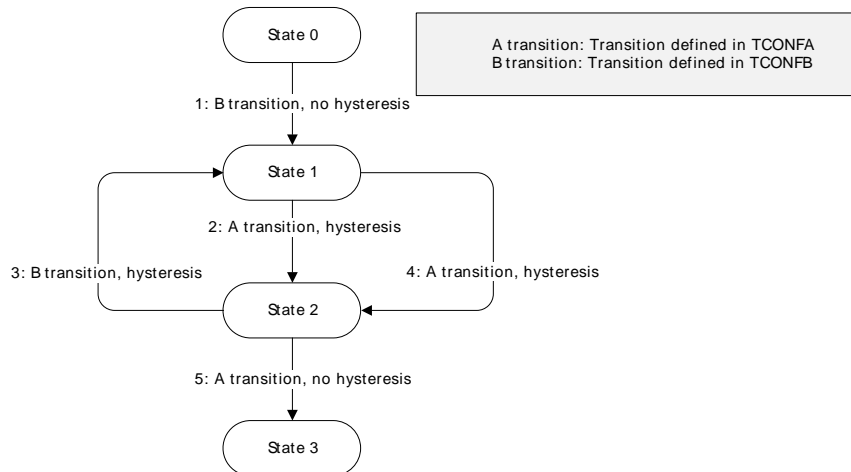 State 0
A transition: Transition defined in TCONFA
B transition: Transition defined in TCONFB
1: B transition, no hysteresis
State 1
2: A transition, hysteresis
3: B transition, hysteresis
4: A transition, hysteresis
State 2
5: A transition, no hysteresis
State 3